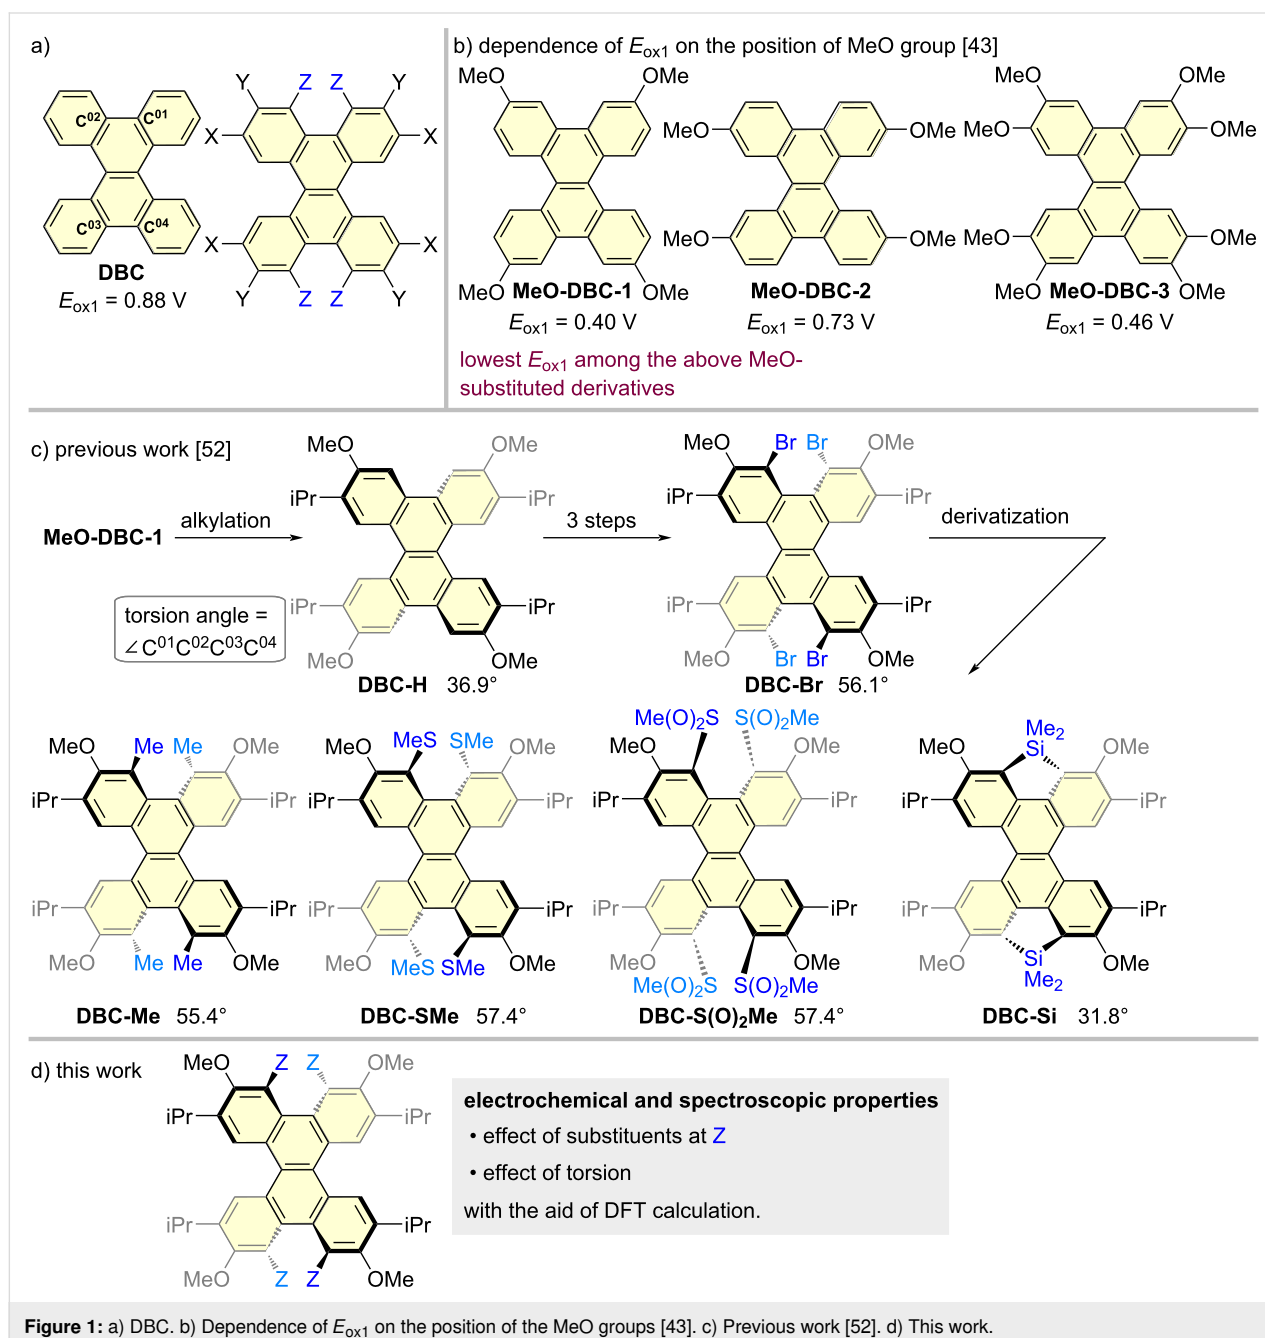 a)
C⁰² C⁰¹
C⁰³ C⁰⁴
DBC
Eox1 = 0.88 V
Y Z Z Y
X X
X X
Y Z Z Y
b) dependence of Eox1 on the position of MeO group [43]
MeO OMe
MeO OMe
MeO-DBC-1
Eox1 = 0.40 V
MeO OMe
MeO OMe
MeO-DBC-2
Eox1 = 0.73 V
MeO OMe
MeO OMe
MeO OMe
MeO OMe
MeO-DBC-3
Eox1 = 0.46 V
lowest Eox1 among the above MeO-
substituted derivatives
c) previous work [52]
MeO-DBC-1
alkylation
torsion angle =
∠C⁰¹C⁰²C⁰³C⁰⁴
MeO OMe
iPr iPr
iPr iPr
MeO OMe
DBC-H 36.9°
3 steps
MeO Br Br OMe
iPr iPr
iPr iPr
MeO Br Br OMe
DBC-Br 56.1°
derivatization
MeO Me Me OMe
iPr iPr
iPr iPr
MeO Me Me OMe
DBC-Me 55.4°
MeO MeS SMe OMe
iPr iPr
iPr iPr
MeO MeS SMe OMe
DBC-SMe 57.4°
Me(O)₂S S(O)₂Me
MeO OMe
iPr iPr
iPr iPr
MeO OMe
Me(O)₂S S(O)₂Me
DBC-S(O)₂Me 57.4°
Me₂
MeO Si OMe
iPr iPr
iPr iPr
MeO Si OMe
Me₂
DBC-Si 31.8°
d) this work
MeO Z Z OMe
iPr iPr
iPr iPr
MeO Z Z OMe
electrochemical and spectroscopic properties
• effect of substituents at Z
• effect of torsion
with the aid of DFT calculation.
Figure 1: a) DBC. b) Dependence of Eox1 on the position of the MeO groups [43]. c) Previous work [52]. d) This work.